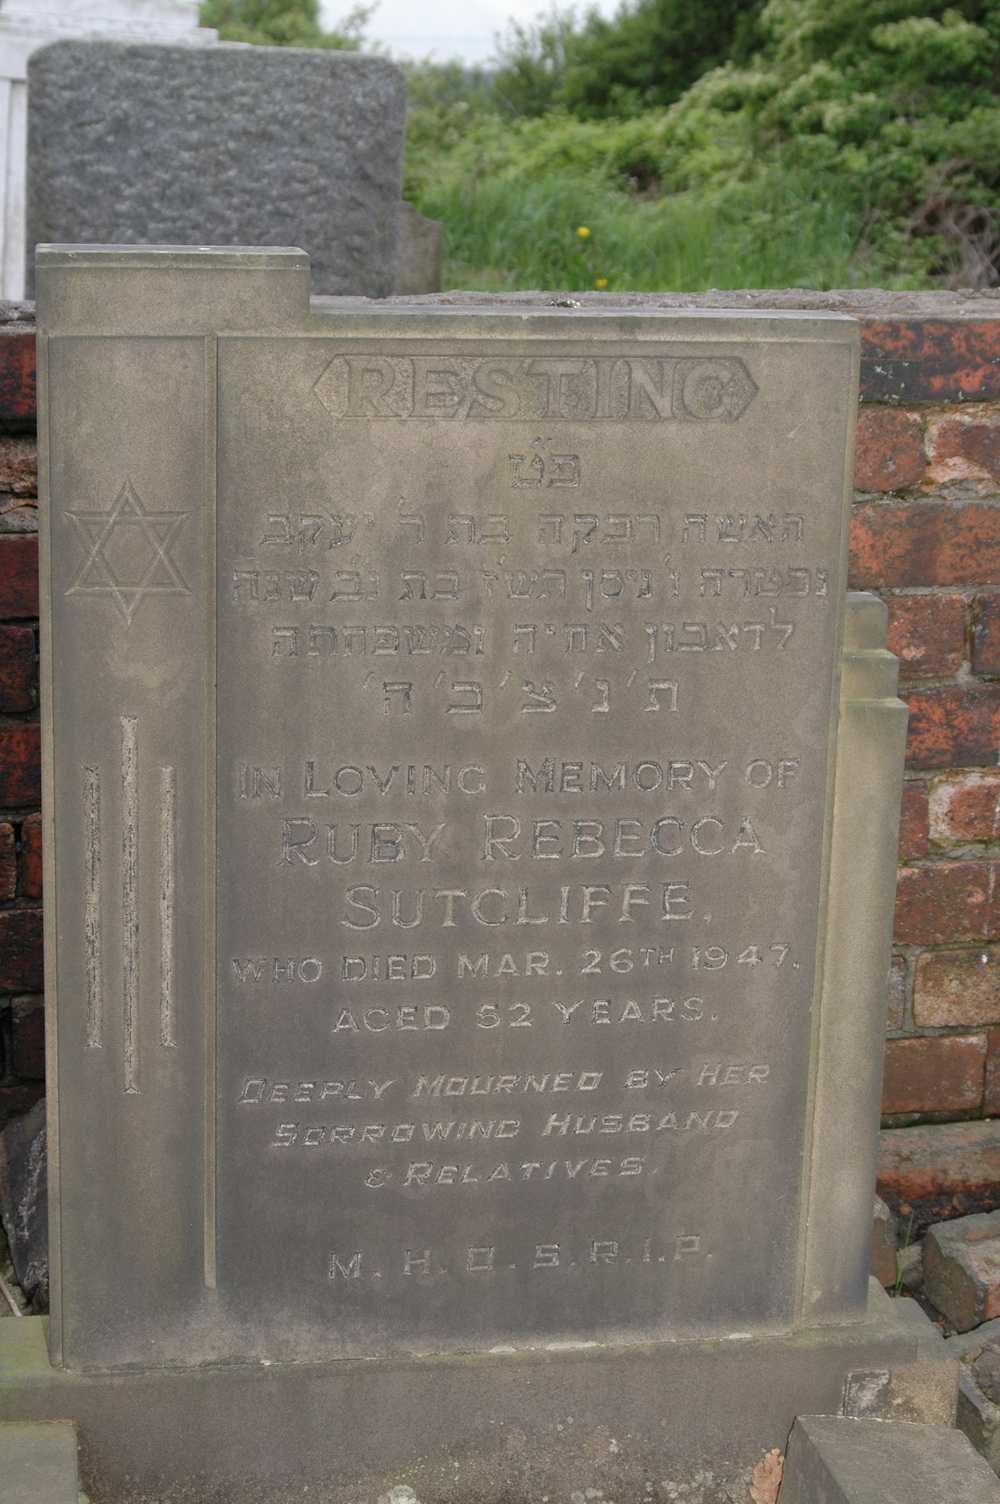 RESTING
פ״ט
האשה רבקה בת ר׳ יעקב
נפטרה ו׳ ניסן תש״ז בת נ״ב שנה
לדאבון אחיה ומשפחתה
ת׳נ׳צ׳ב׳ה׳
IN LOVING MEMORY OF
RUBY REBECCA
SUTCLIFFE,
WHO DIED MAR. 26TH 1947,
AGED 52 YEARS.
DEEPLY MOURNED BY HER
SORROWING HUSBAND
& RELATIVES.
M.H.D.S.R.I.P.